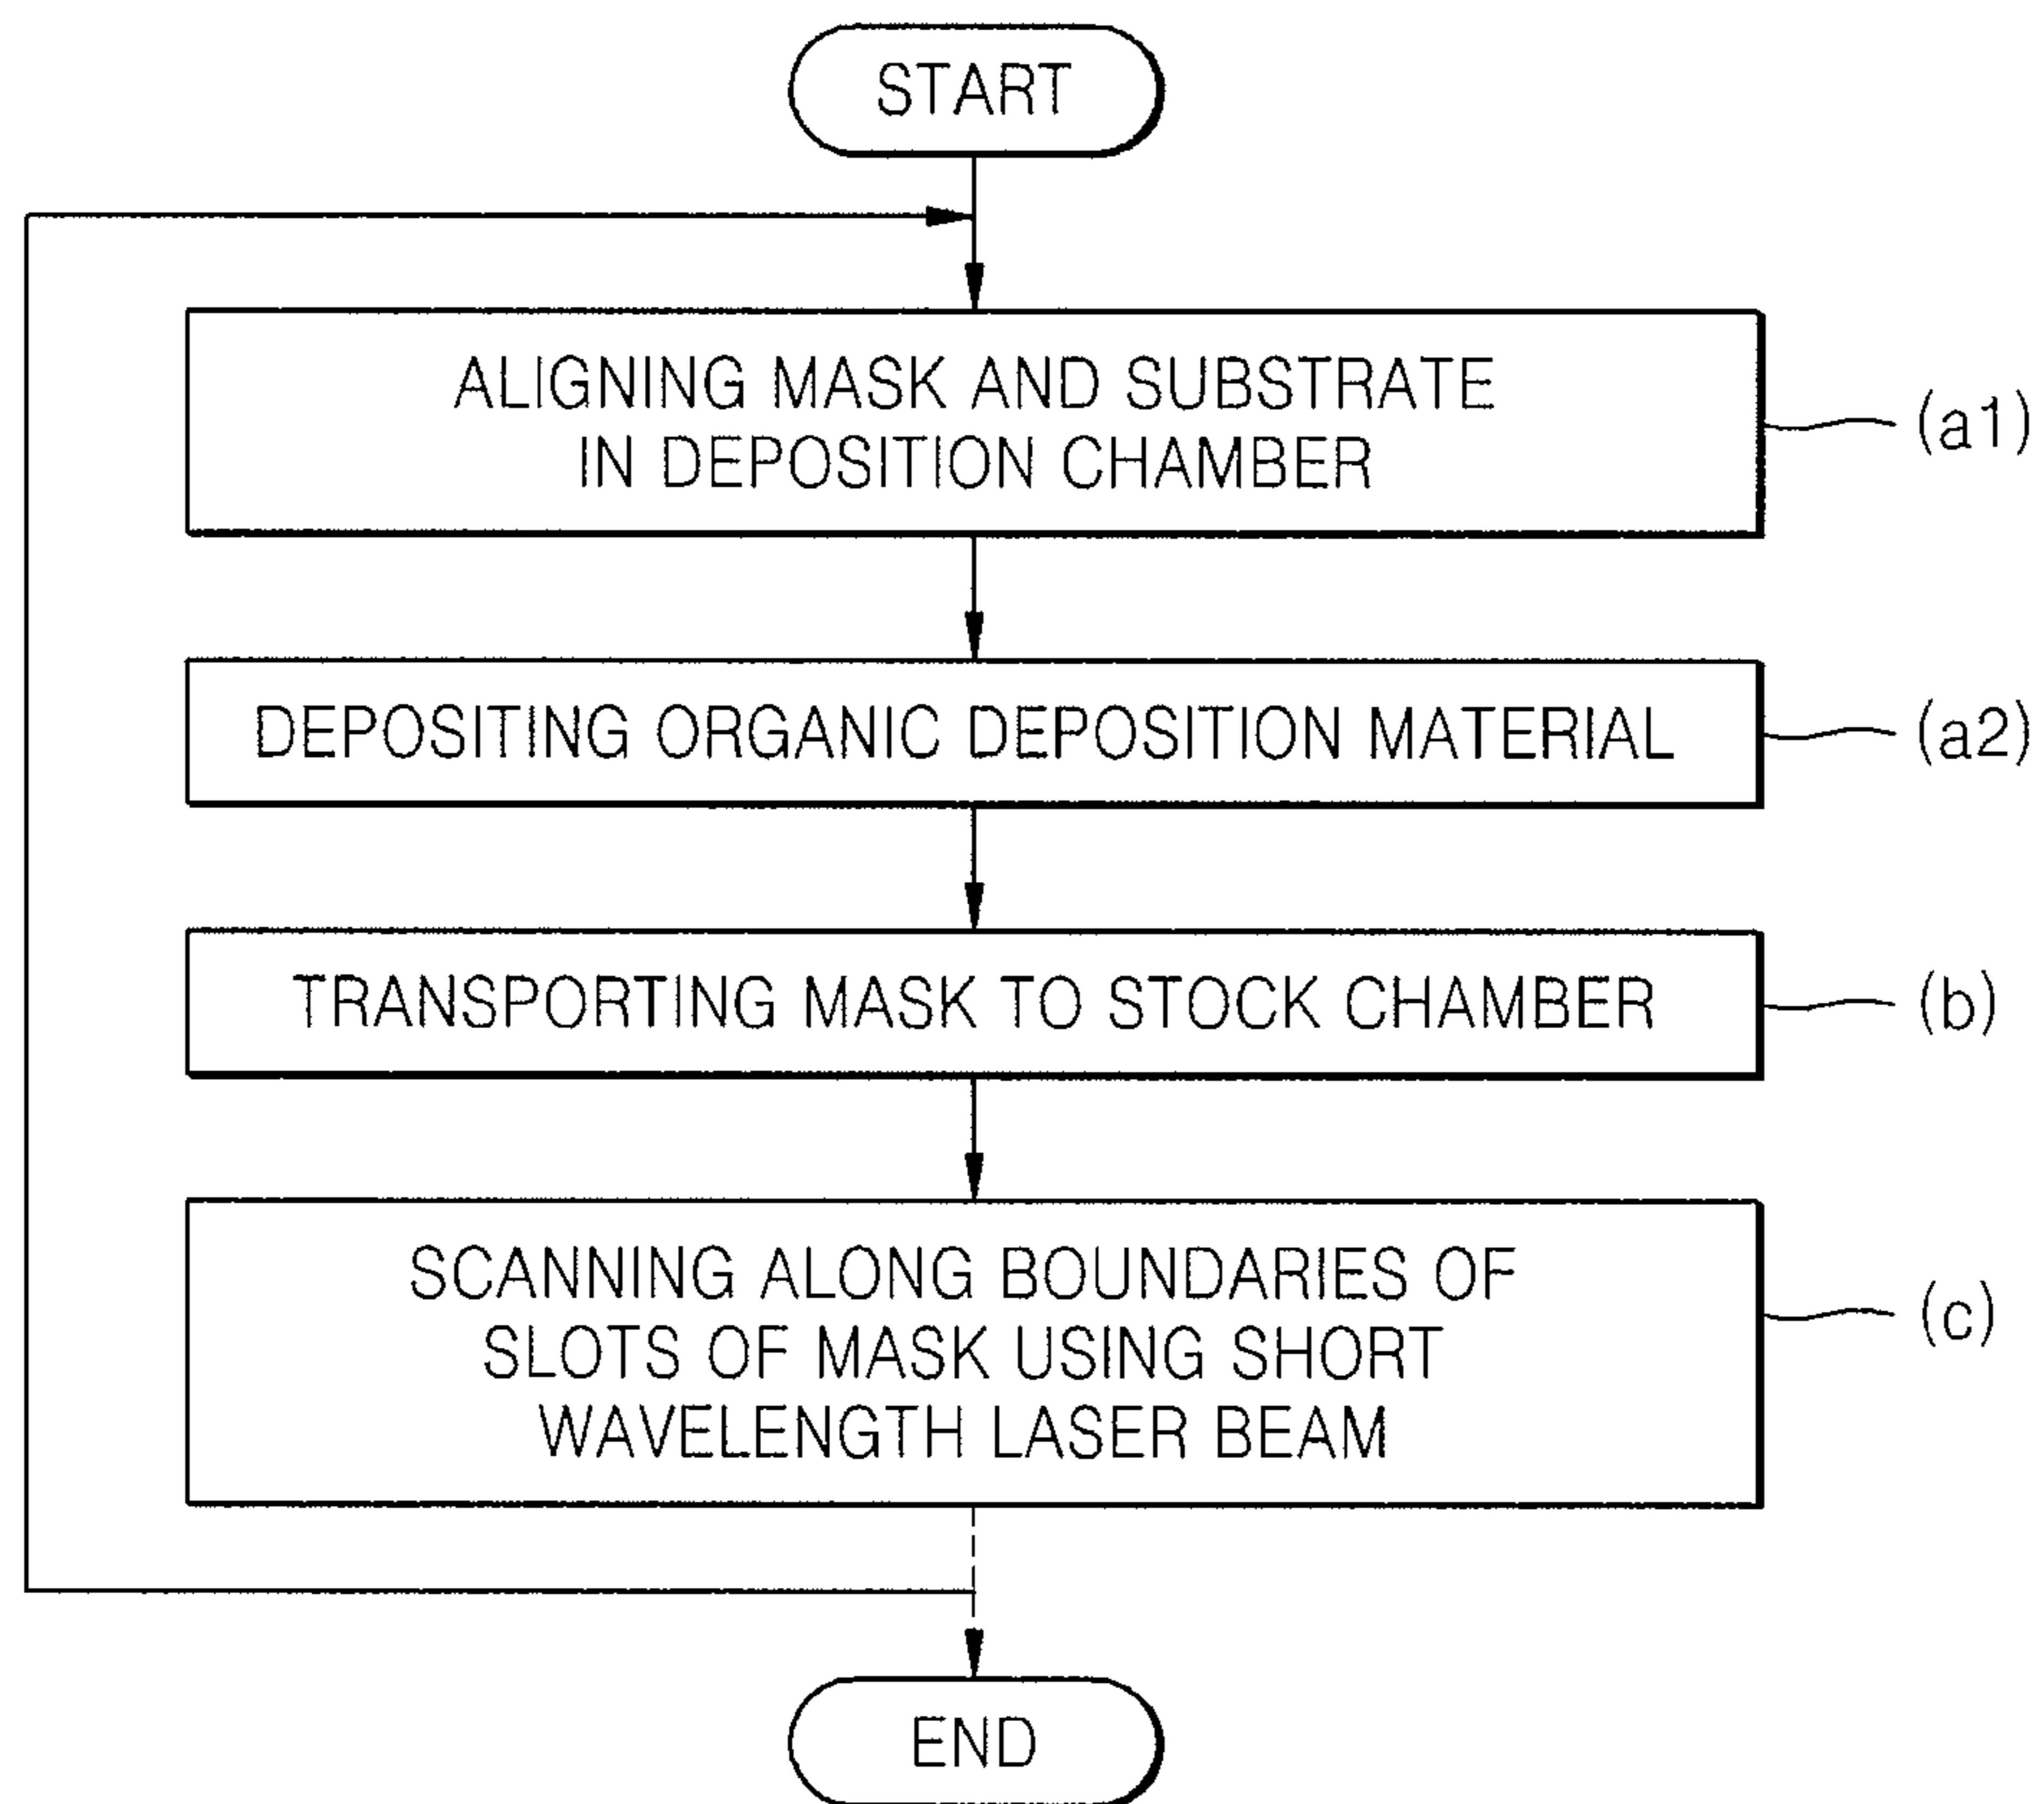 START
ALIGNING MASK AND SUBSTRATE
IN DEPOSITION CHAMBER
(a1)
DEPOSITING ORGANIC DEPOSITION MATERIAL
(a2)
TRANSPORTING MASK TO STOCK CHAMBER
(b)
SCANNING ALONG BOUNDARIES OF
SLOTS OF MASK USING SHORT
WAVELENGTH LASER BEAM
(c)
END